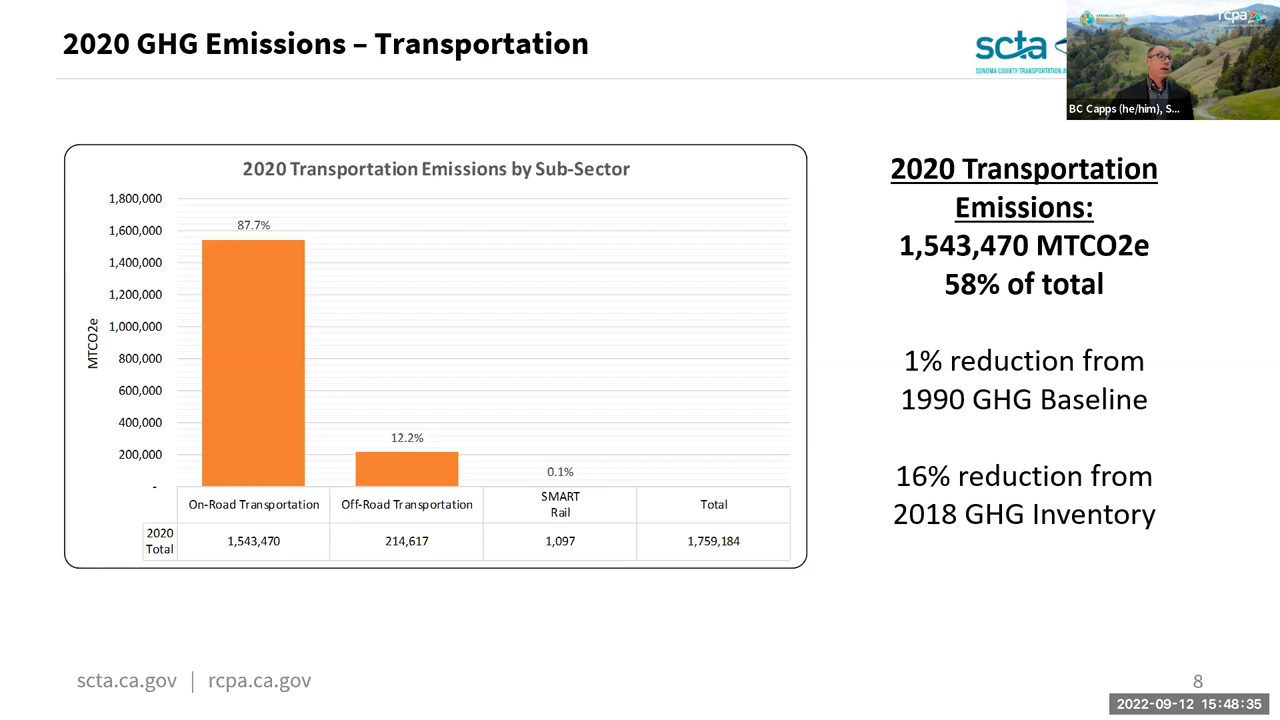 2020 GHG Emissions – Transportation
scta
SONOMA COUNTY TRANSPORTATION
rcpa
BC Capps (he/him), S...
2020 Transportation Emissions by Sub-Sector
1,800,000
1,600,000
1,400,000
1,200,000
1,000,000
800,000
600,000
400,000
200,000
-
MTCO2e
87.7%
12.2%
0.1%
On-Road Transportation Off-Road Transportation SMART Rail Total
2020 Total 1,543,470 214,617 1,097 1,759,184
2020 Transportation
Emissions:
1,543,470 MTCO2e
58% of total
1% reduction from
1990 GHG Baseline
16% reduction from
2018 GHG Inventory
scta.ca.gov | rcpa.ca.gov
8
2022-09-12 15:48:35